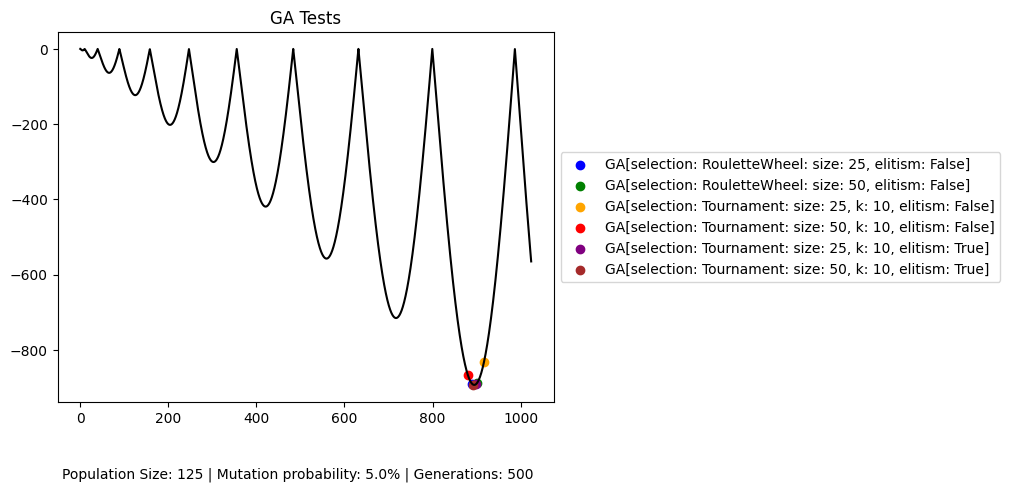 GA Tests
0
−200
−400
−600
−800
0
200
400
600
800
1000
GA[selection: RouletteWheel: size: 25, elitism: False]
GA[selection: RouletteWheel: size: 50, elitism: False]
GA[selection: Tournament: size: 25, k: 10, elitism: False]
GA[selection: Tournament: size: 50, k: 10, elitism: False]
GA[selection: Tournament: size: 25, k: 10, elitism: True]
GA[selection: Tournament: size: 50, k: 10, elitism: True]
Population Size: 125 | Mutation probability: 5.0% | Generations: 500